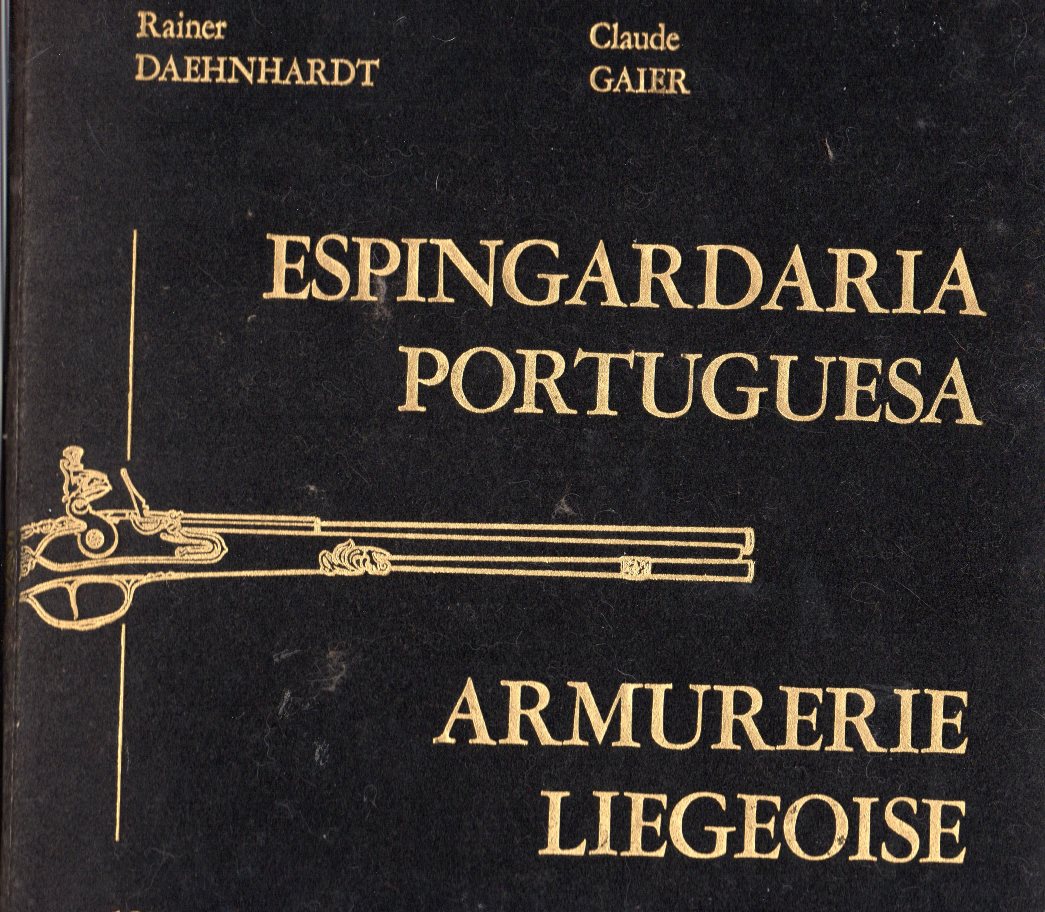 Rainer
DAEHNHARDT
Claude
GAIER
ESPINGARDARIA
PORTUGUESA
ARMURERIE
LIEGEOISE